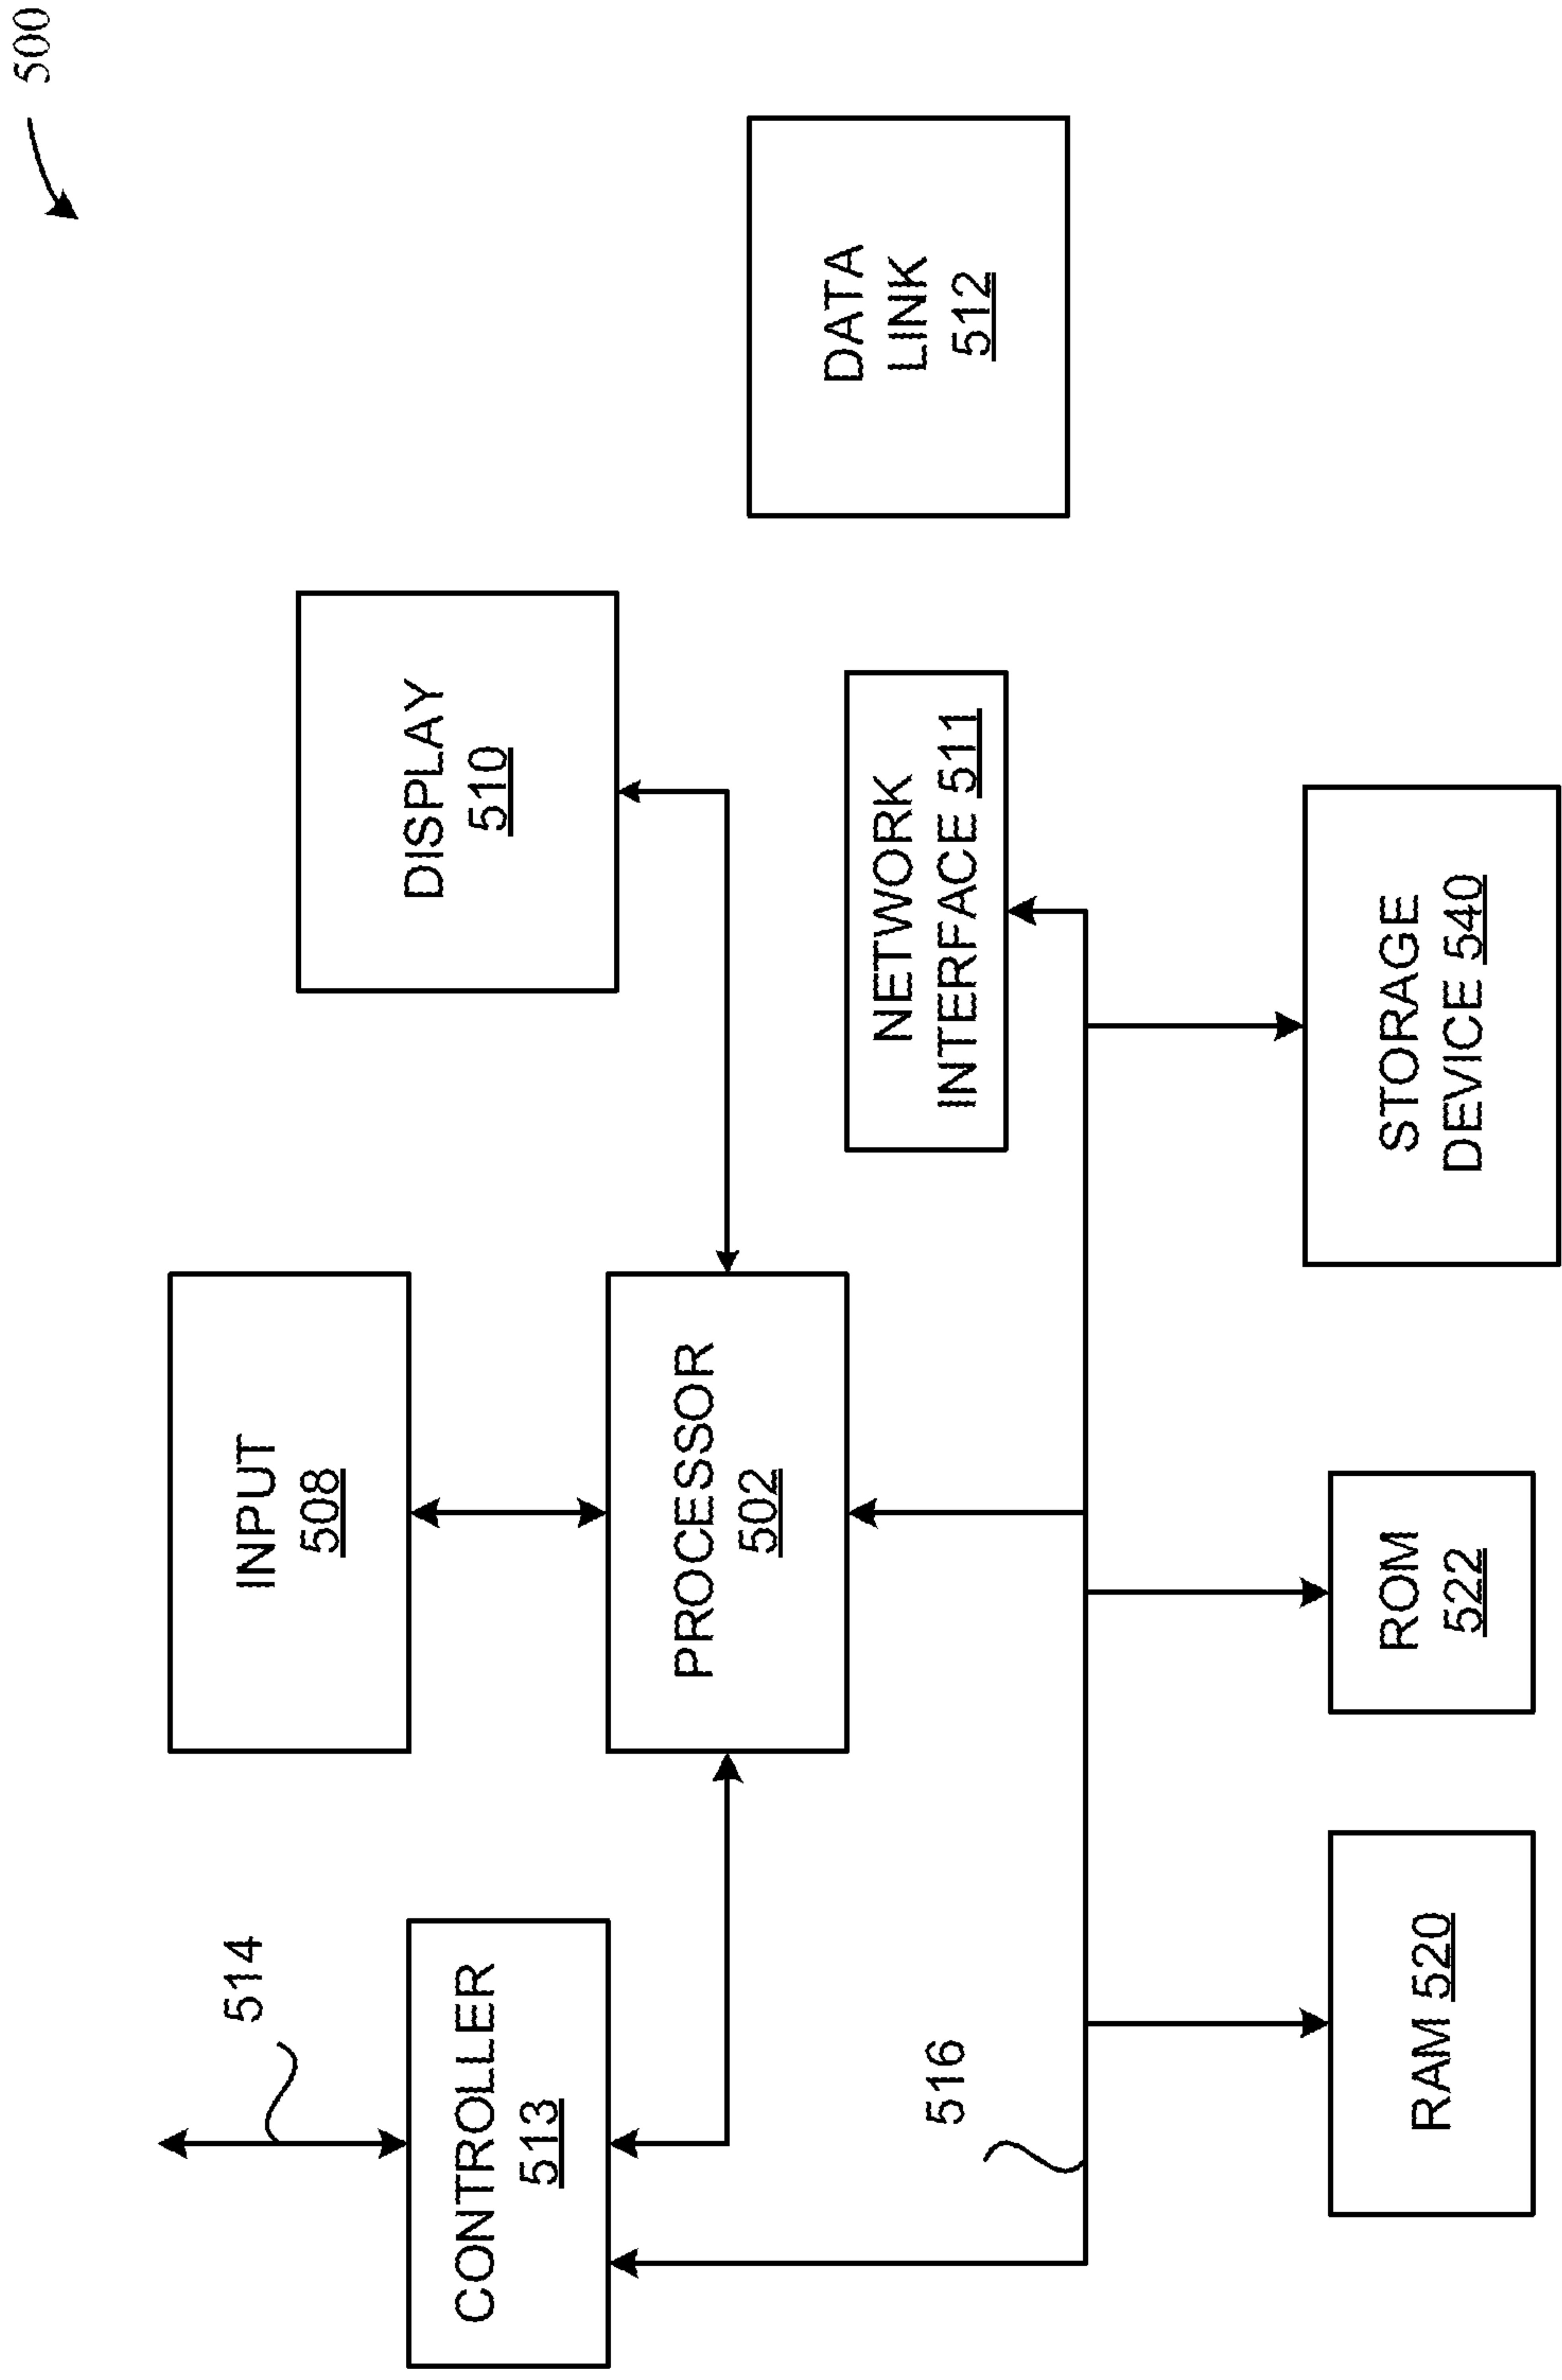 500
INPUT
508
DISPLAY
510
514
CONTROLLER
513
PROCESSOR
502
NETWORK
INTERFACE 511
DATA
LINK
512
516
RAM 520
ROM
522
STORAGE
DEVICE 540